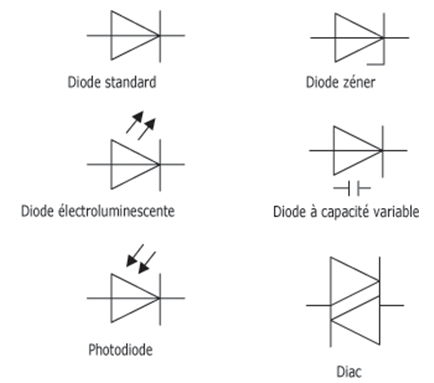 Diode standard
Diode zéner
Diode électroluminescente
Diode à capacité variable
Photodiode
Diac